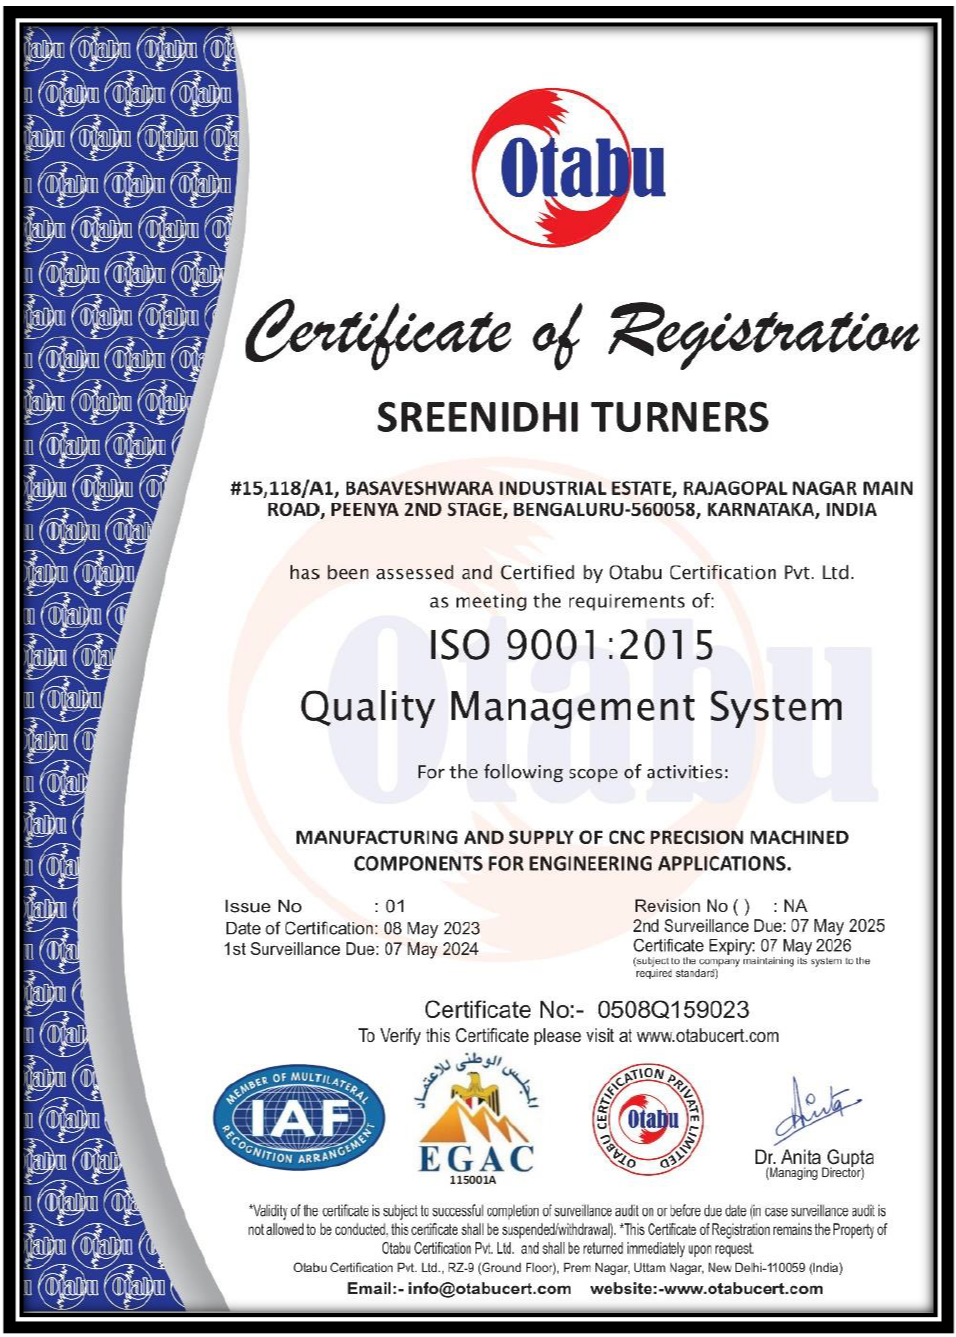 Otabu
Certificate of Registration
SREENIDHI TURNERS
#15,118/A1, BASAVESHWARA INDUSTRIAL ESTATE, RAJAGOPAL NAGAR MAIN
ROAD, PEENYA 2ND STAGE, BENGALURU-560058, KARNATAKA, INDIA
has been assessed and Certified by Otabu Certification Pvt. Ltd.
as meeting the requirements of:
ISO 9001:2015
Quality Management System
For the following scope of activities:
MANUFACTURING AND SUPPLY OF CNC PRECISION MACHINED
COMPONENTS FOR ENGINEERING APPLICATIONS.
Issue No : 01
Date of Certification: 08 May 2023
1st Surveillance Due: 07 May 2024
Revision No ( ) : NA
2nd Surveillance Due: 07 May 2025
Certificate Expiry: 07 May 2026
(subject to the company maintaining its system to the
required standard)
Certificate No:- 0508Q159023
To Verify this Certificate please visit at www.otabucert.com
MEMBER OF MULTILATERAL
IAF
RECOGNITION ARRANGEMENT
المجلس الوطنى للاعتماد
EGAC
115001A
OTABU CERTIFICATION PRIVATE LIMITED
Otabu
Anita
Dr. Anita Gupta
(Managing Director)
*Validity of the certificate is subject to successful completion of surveillance audit on or before due date (in case surveillance audit is
not allowed to be conducted, this certificate shall be suspended/withdrawal). *This Certificate of Registration remains the Property of
Otabu Certification Pvt. Ltd. and shall be returned immediately upon request.
Otabu Certification Pvt. Ltd., RZ-9 (Ground Floor), Prem Nagar, Uttam Nagar, New Delhi-110059 (India)
Email:- info@otabucert.com website:-www.otabucert.com